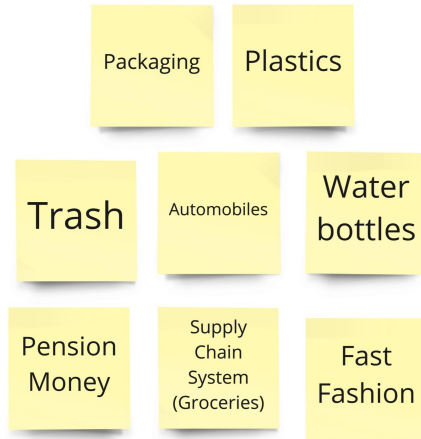 Packaging
Plastics
Trash
Automobiles
Water
bottles
Pension
Money
Supply
Chain
System
(Groceries)
Fast
Fashion